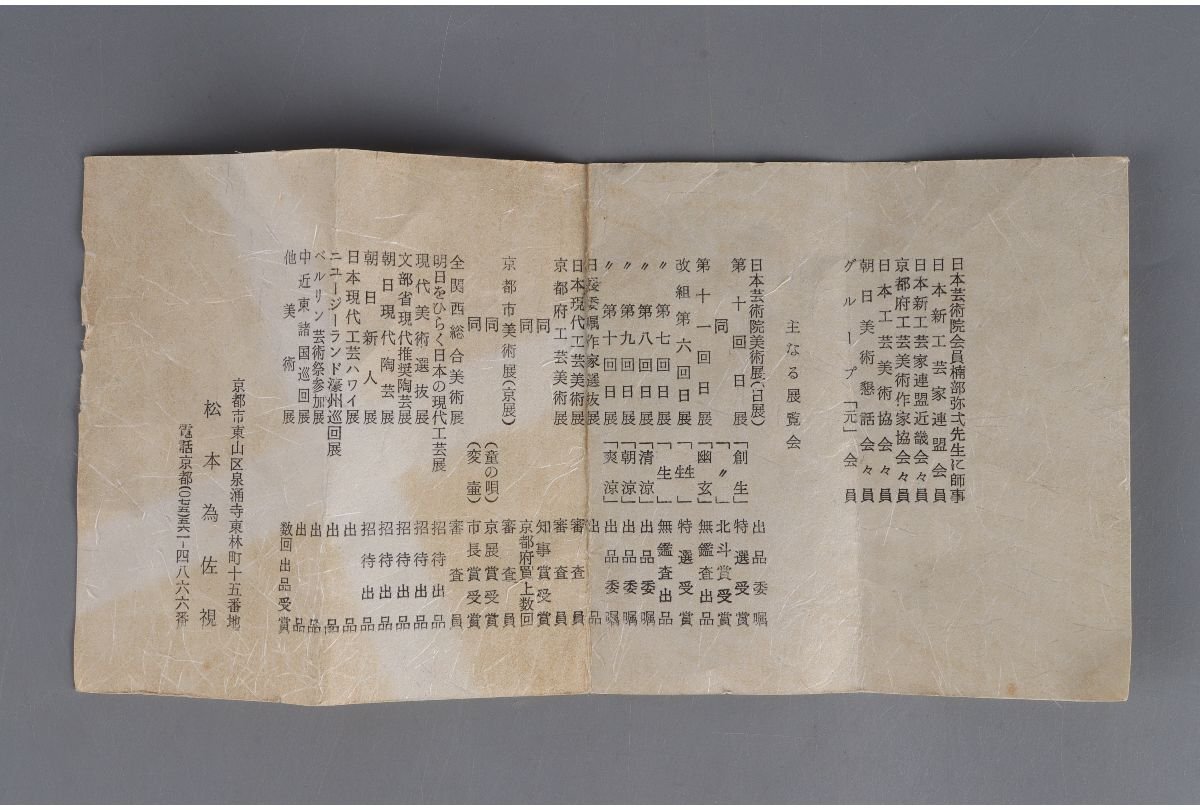 日本芸術院会員楠部弥弌先生に師事
日本新工芸家連盟会員
日本新工芸家連盟近畿会々員
京都府工芸美術作家協会々員
日本工芸美術協会々員
朝日美術懇話会々員
グループ「元」会員
主なる展覧会
日本芸術院美術展(日展) 出品委嘱
第十回日展 「創生」 特選受賞
同 「〃」 北斗賞受賞
第十一回日展 「幽玄」 無鑑査出品
改組第六回日展 「甡」 特選受賞
〃第七回日展 「生」 無鑑査出品
〃第八回日展 「清涼」 出品委嘱
〃第九回日展 「朝涼」 出品委嘱
〃第十回日展 「爽涼」 出品委嘱
日展委嘱作家選抜展 出品
日本現代工芸美術展 審査員
京都府工芸美術展 審査員
同 知事賞受賞
同 京都府買上数回
京都市美術展(京展) 審査員
同 (童の唄) 京展賞受賞
同 (変壷) 市長賞受賞
全関西総合美術展 審査員
明日をひらく日本の現代工芸展 招待出品
現代美術選抜展 招待出品
文部省現代推奨陶芸展 招待出品
朝日現代陶芸展 招待出品
朝日新人展 招待出品
日本現代工芸ハワイ展 出品
ニュージーランド濠州巡回展 出品
ベルリン芸術祭参加展 出品
中近東諸国巡回展 出品
他美術展 数回出品受賞
京都市東山区泉涌寺東林町十五番地
松本為佐視
電話京都(〇七五)五六一-四八六六番